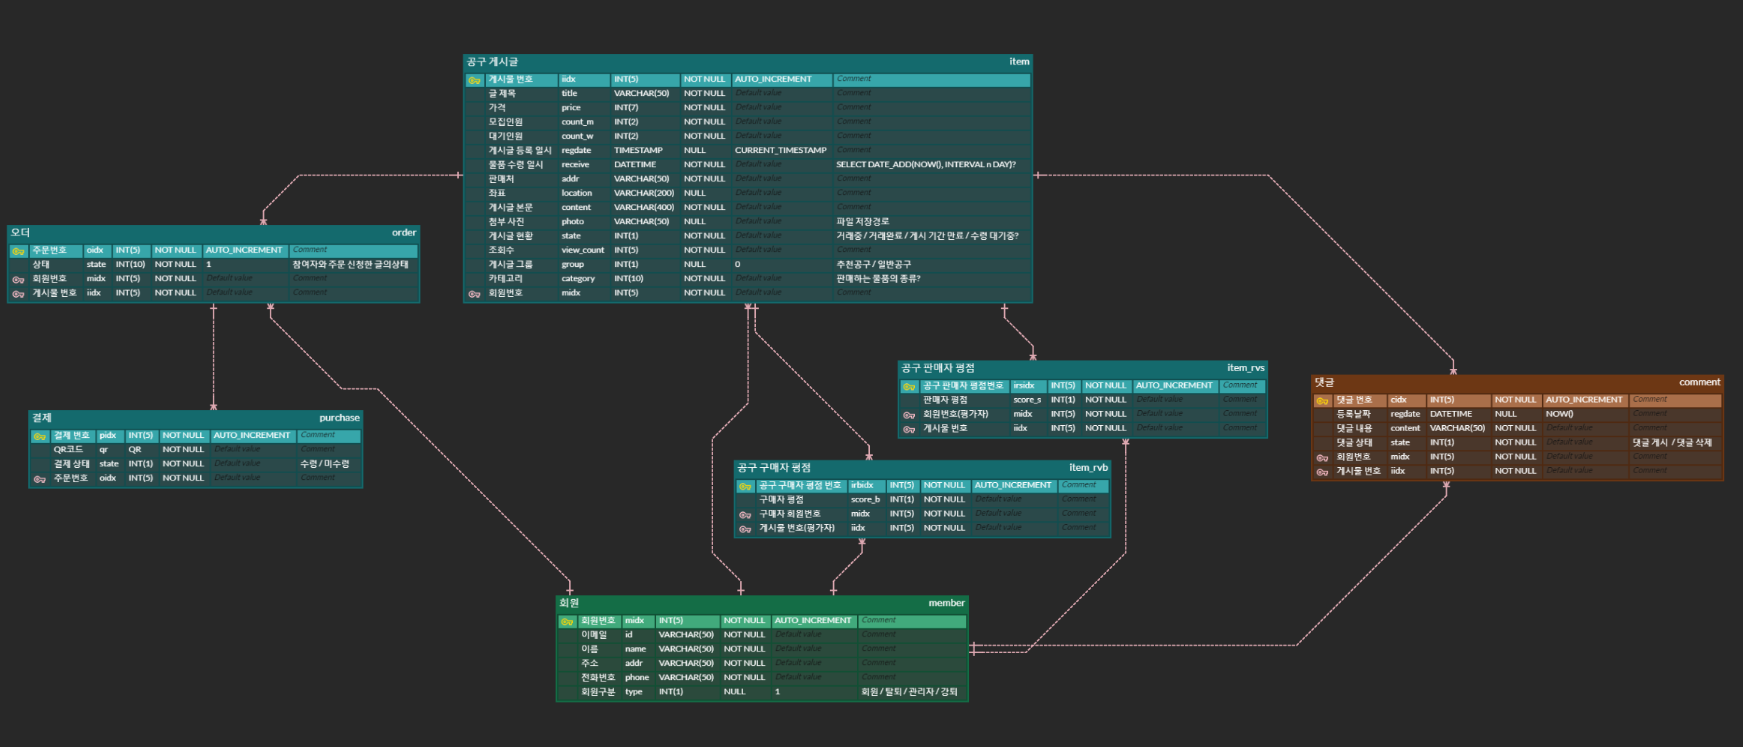 공구 게시글 item
게시물 번호 iidx INT(5) NOT NULL AUTO_INCREMENT Comment
글 제목 title VARCHAR(50) NOT NULL Default value Comment
가격 price INT(7) NOT NULL Default value Comment
모집인원 count_m INT(2) NOT NULL Default value Comment
대기인원 count_w INT(2) NOT NULL Default value Comment
게시글 등록 일시 regdate TIMESTAMP NULL CURRENT_TIMESTAMP Comment
물품 수령 일시 receive DATETIME NOT NULL Default value SELECT DATE_ADD(NOW(), INTERVAL n DAY)?
판매처 addr VARCHAR(50) NOT NULL Default value Comment
좌표 location VARCHAR(200) NULL Default value Comment
게시글 본문 content VARCHAR(400) NOT NULL Default value Comment
첨부 사진 photo VARCHAR(50) NULL Default value 파일 저장경로
게시글 현황 state INT(1) NOT NULL Default value 거래중 / 거래완료 / 게시 기간 만료 / 수령 대기중?
조회수 view_count INT(5) NOT NULL Default value Comment
게시글 그룹 group INT(1) NULL 0 추천공구 / 일반공구
카테고리 category INT(10) NOT NULL Default value 판매하는 물품의 종류?
회원번호 midx INT(5) NOT NULL Default value Comment
오더 order
주문번호 oidx INT(5) NOT NULL AUTO_INCREMENT Comment
상태 state INT(10) NOT NULL 1 참여자와 주문 신청한 글의상태
회원번호 midx INT(5) NOT NULL Default value Comment
게시물 번호 iidx INT(5) NOT NULL Default value Comment
공구 판매자 평점 item_rvs
공구 판매자 평점번호 irsidx INT(5) NOT NULL AUTO_INCREMENT Comment
판매자 평점 score_s INT(1) NOT NULL Default value Comment
회원번호(평가자) midx INT(5) NOT NULL Default value Comment
게시물 번호 iidx INT(5) NOT NULL Default value Comment
댓글 comment
댓글 번호 cidx INT(5) NOT NULL AUTO_INCREMENT Comment
등록날짜 regdate DATETIME NULL NOW() Comment
댓글 내용 content VARCHAR(50) NOT NULL Default value Comment
댓글 상태 state INT(1) NOT NULL Default value 댓글 게시 / 댓글 삭제
회원번호 midx INT(5) NOT NULL Default value Comment
게시물 번호 iidx INT(5) NOT NULL Default value Comment
결제 purchase
결제 번호 pidx INT(5) NOT NULL AUTO_INCREMENT Comment
QR코드 qr QR NOT NULL Default value Comment
결제 상태 state INT(1) NOT NULL Default value 수령 / 미수령
주문번호 oidx INT(5) NOT NULL Default value Comment
공구 구매자 평점 item_rvb
공구 구매자 평점 번호 irbidx INT(5) NOT NULL AUTO_INCREMENT Comment
구매자 평점 score_b INT(1) NOT NULL Default value Comment
구매자 회원번호 midx INT(5) NOT NULL Default value Comment
게시물 번호(평가자) iidx INT(5) NOT NULL Default value Comment
회원 member
회원번호 midx INT(5) NOT NULL AUTO_INCREMENT Comment
이메일 id VARCHAR(50) NOT NULL Default value Comment
이름 name VARCHAR(50) NOT NULL Default value Comment
주소 addr VARCHAR(50) NOT NULL Default value Comment
전화번호 phone VARCHAR(50) NOT NULL Default value Comment
회원구분 type INT(1) NULL 1 회원 / 탈퇴 / 관리자 / 강퇴